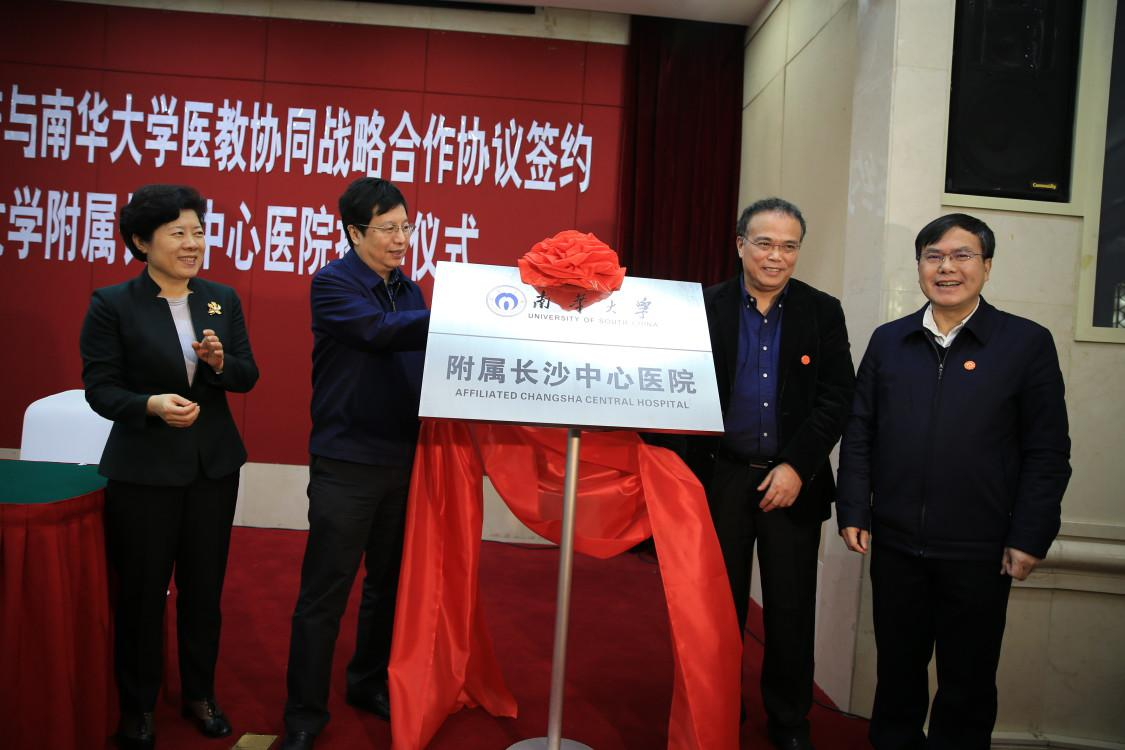 与南华大学医教协同战略合作协议签约
学附属长 中心医院 仪式
南华大学
UNIVERSITY OF SOUTH CHINA
附属长沙中心医院
AFFILIATED CHANGSHA CENTRAL HOSPITAL
Community